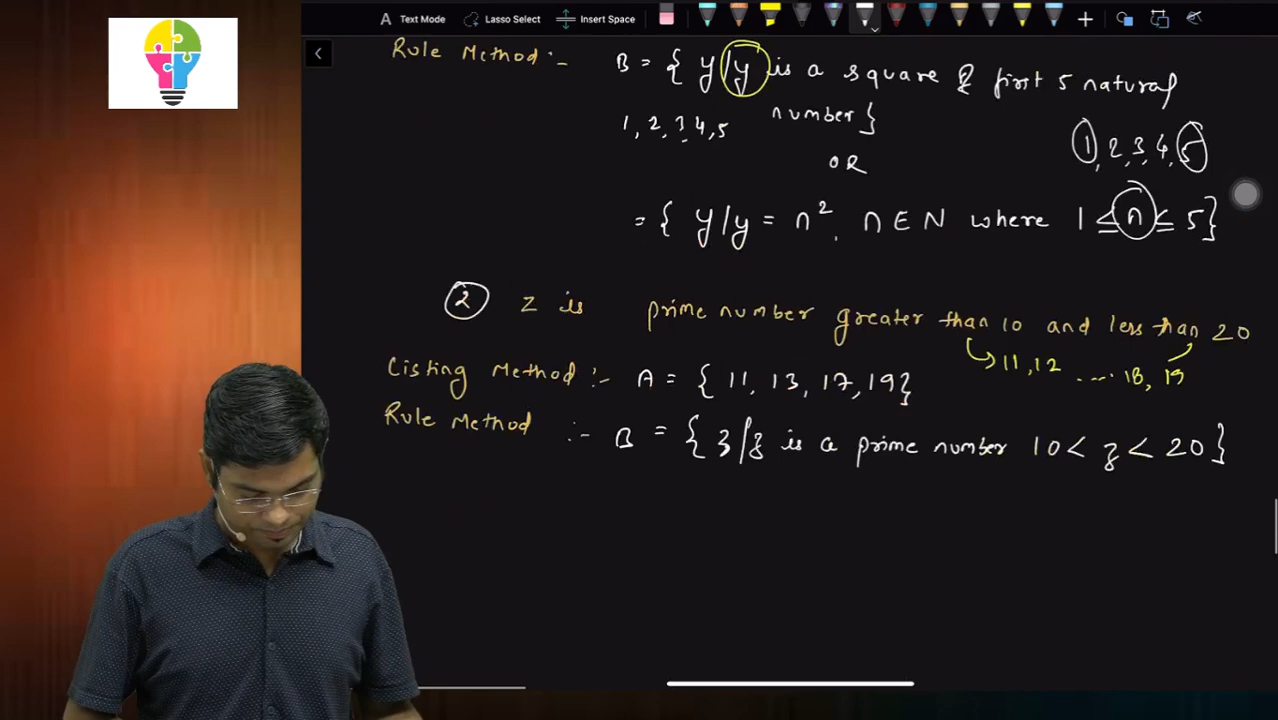 Text Mode Lasso Select Insert Space
Rule Method :- B = { y/y is a square & first 5 natural
number}
1, 2, 3, 4, 5
1, 2, 3, 4, 5
OR
= { y/y = n², n ∈ N where 1 ≤ n ≤ 5}
2 z is prime number greater than 10 and less than 20
11, 12 ..... 18, 19
Listing Method :- A = { 11, 13, 17, 19}
Rule Method :- B = {z/z is a prime number 10 < z < 20}